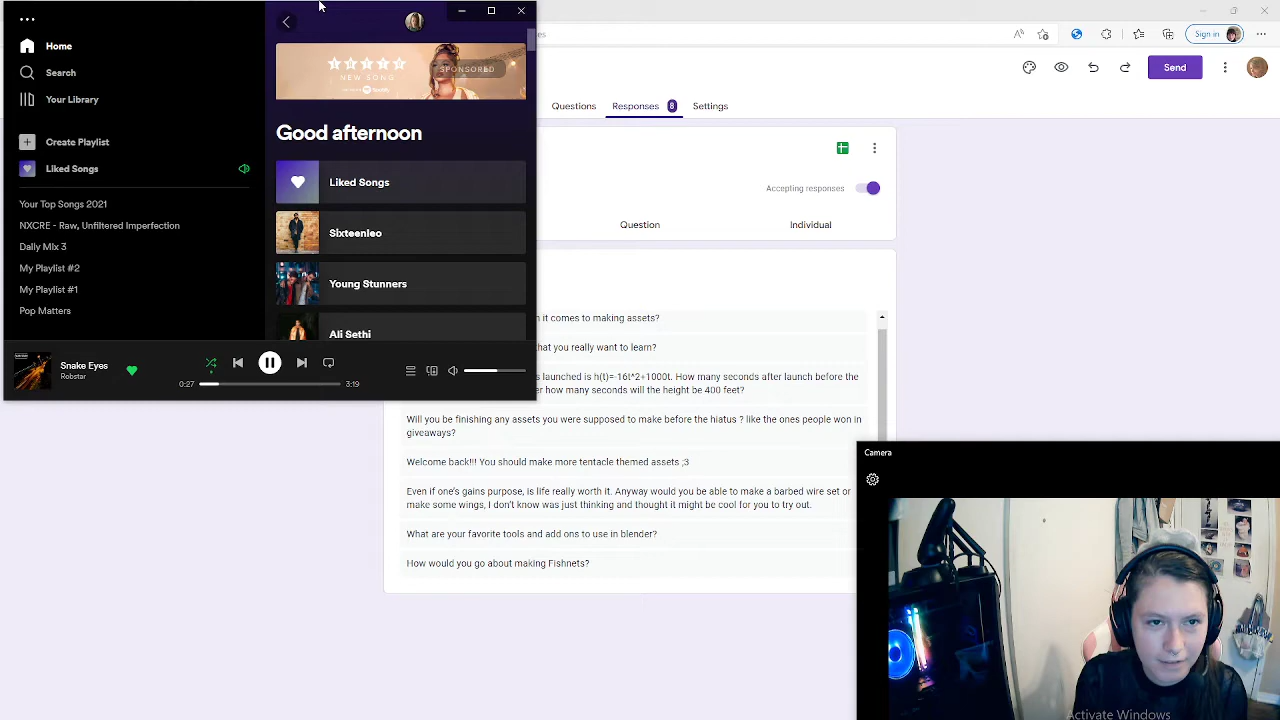 Home
Search
Your Library
Create Playlist
Liked Songs
Your Top Songs 2021
NXCRE - Raw, Unfiltered Imperfection
Daily Mix 3
My Playlist #2
My Playlist #1
Pop Matters
NEW SONG
Spotify
SPONSORED
Good afternoon
Liked Songs
Sixteenleo
Young Stunners
Ali Sethi
Snake Eyes
Robstar
0:27
3:19
Sign in
Send
Questions
Responses 8
Settings
Accepting responses
Question
Individual
it comes to making assets?
that you really want to learn?
s launched is h(t)=-16t^2+1000t. How many seconds after launch before the
er how many seconds will the height be 400 feet?
Will you be finishing any assets you were supposed to make before the hiatus ? like the ones people won in
giveaways?
Welcome back!!! You should make more tentacle themed assets ;3
Even if one's gains purpose, is life really worth it. Anyway would you be able to make a barbed wire set or
make some wings, I don't know was just thinking and thought it might be cool for you to try out.
What are your favorite tools and add ons to use in blender?
How would you go about making Fishnets?
Camera
Activate Windows